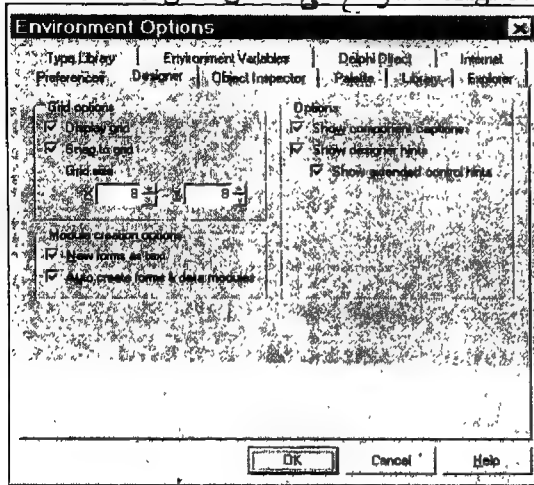 Environment Options
Type Library Environment Variables Delphi Direct Internet
Preferences Designer Object Inspector Palette Library Explorer
Grid options
Display grid
Snap to grid
Grid size
X 8 Y 8
Module creation options
New forms as text
Auto create forms & data modules
Options
Show component captions
Show designer hints
Show extended control hints
OK Cancel Help